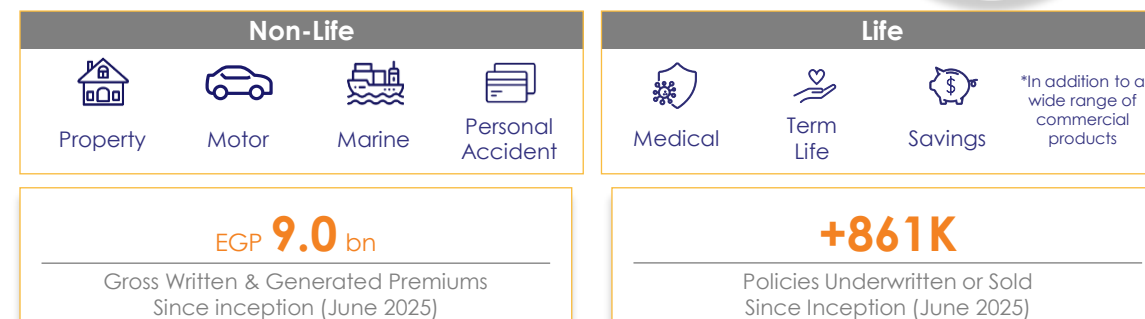 Non-Life
Property
Motor
Marine
Personal
Accident
Life
Medical
Term
Life
Savings
*In addition to a
wide range of
commercial
products
EGP 9.0 bn
Gross Written & Generated Premiums
Since inception (June 2025)
+861K
Policies Underwritten or Sold
Since Inception (June 2025)